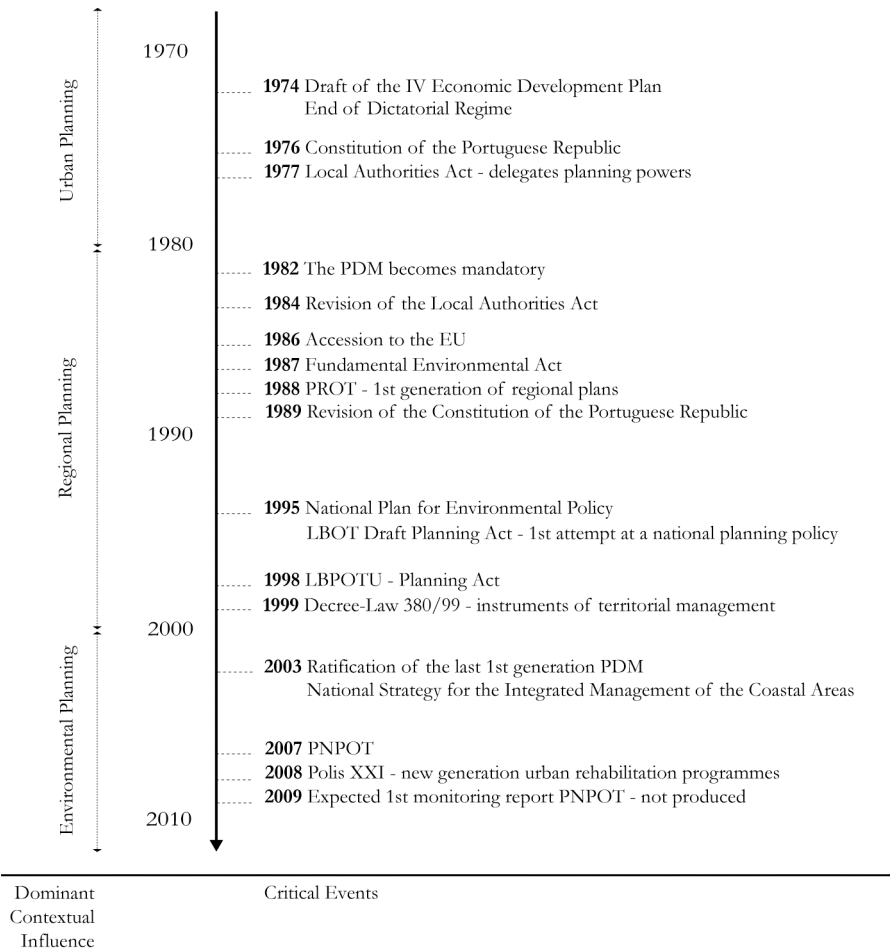 1970
1974 Draft of the IV Economic Development Plan
End of Dictatorial Regime
1976 Constitution of the Portuguese Republic
1977 Local Authorities Act - delegates planning powers
Urban Planning
1980
1982 The PDM becomes mandatory
1984 Revision of the Local Authorities Act
1986 Accession to the EU
1987 Fundamental Environmental Act
1988 PROT - 1st generation of regional plans
1989 Revision of the Constitution of the Portuguese Republic
Regional Planning
1990
1995 National Plan for Environmental Policy
LBOT Draft Planning Act - 1st attempt at a national planning policy
1998 LBPOTU - Planning Act
1999 Decree-Law 380/99 - instruments of territorial management
2000
2003 Ratification of the last 1st generation PDM
National Strategy for the Integrated Management of the Coastal Areas
Environmental Planning
2007 PNPOT
2008 Polis XXI - new generation urban rehabilitation programmes
2009 Expected 1st monitoring report PNPOT - not produced
2010
Dominant
Contextual
Influence
Critical Events